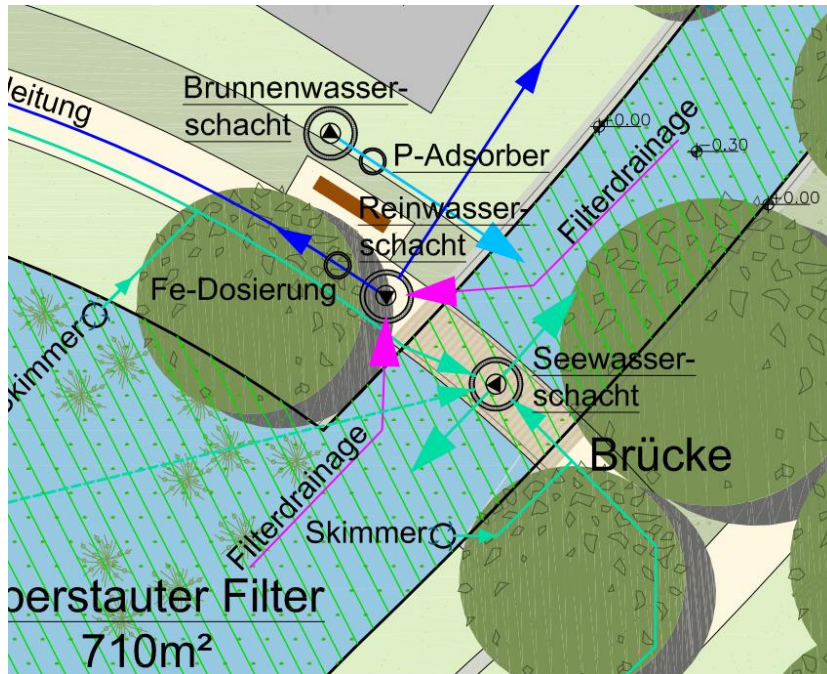 leitung
Brunnenwasser-
schacht
P-Adsorber
+0.00
-0.30
+0.00
Filterdrainage
Reinwasser-
schacht
Fe-Dosierung
Skimmer
Seewasser-
schacht
Brücke
Filterdrainage
Skimmer
berstauter Filter
710m²